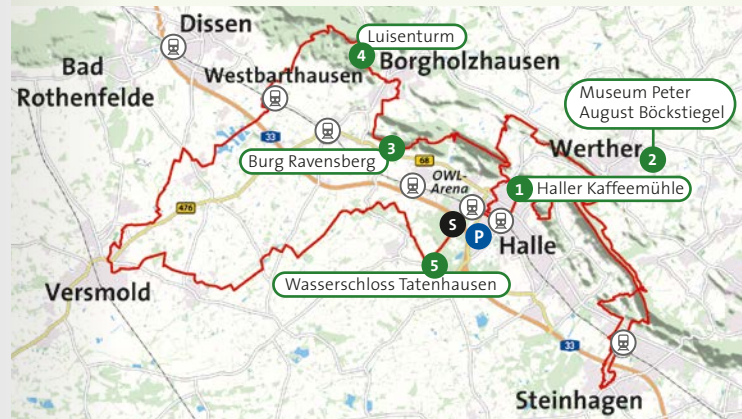 Dissen
Luisenturm
4
Bad
Rothenfelde
Westbarthausen
Borgholzhausen
Museum Peter
August Böckstiegel
33
Werther
2
3
Burg Ravensberg
68
OWL-
Arena
1
Haller Kaffeemühle
476
S
P
Halle
5
Wasserschloss Tatenhausen
Versmold
33
Steinhagen